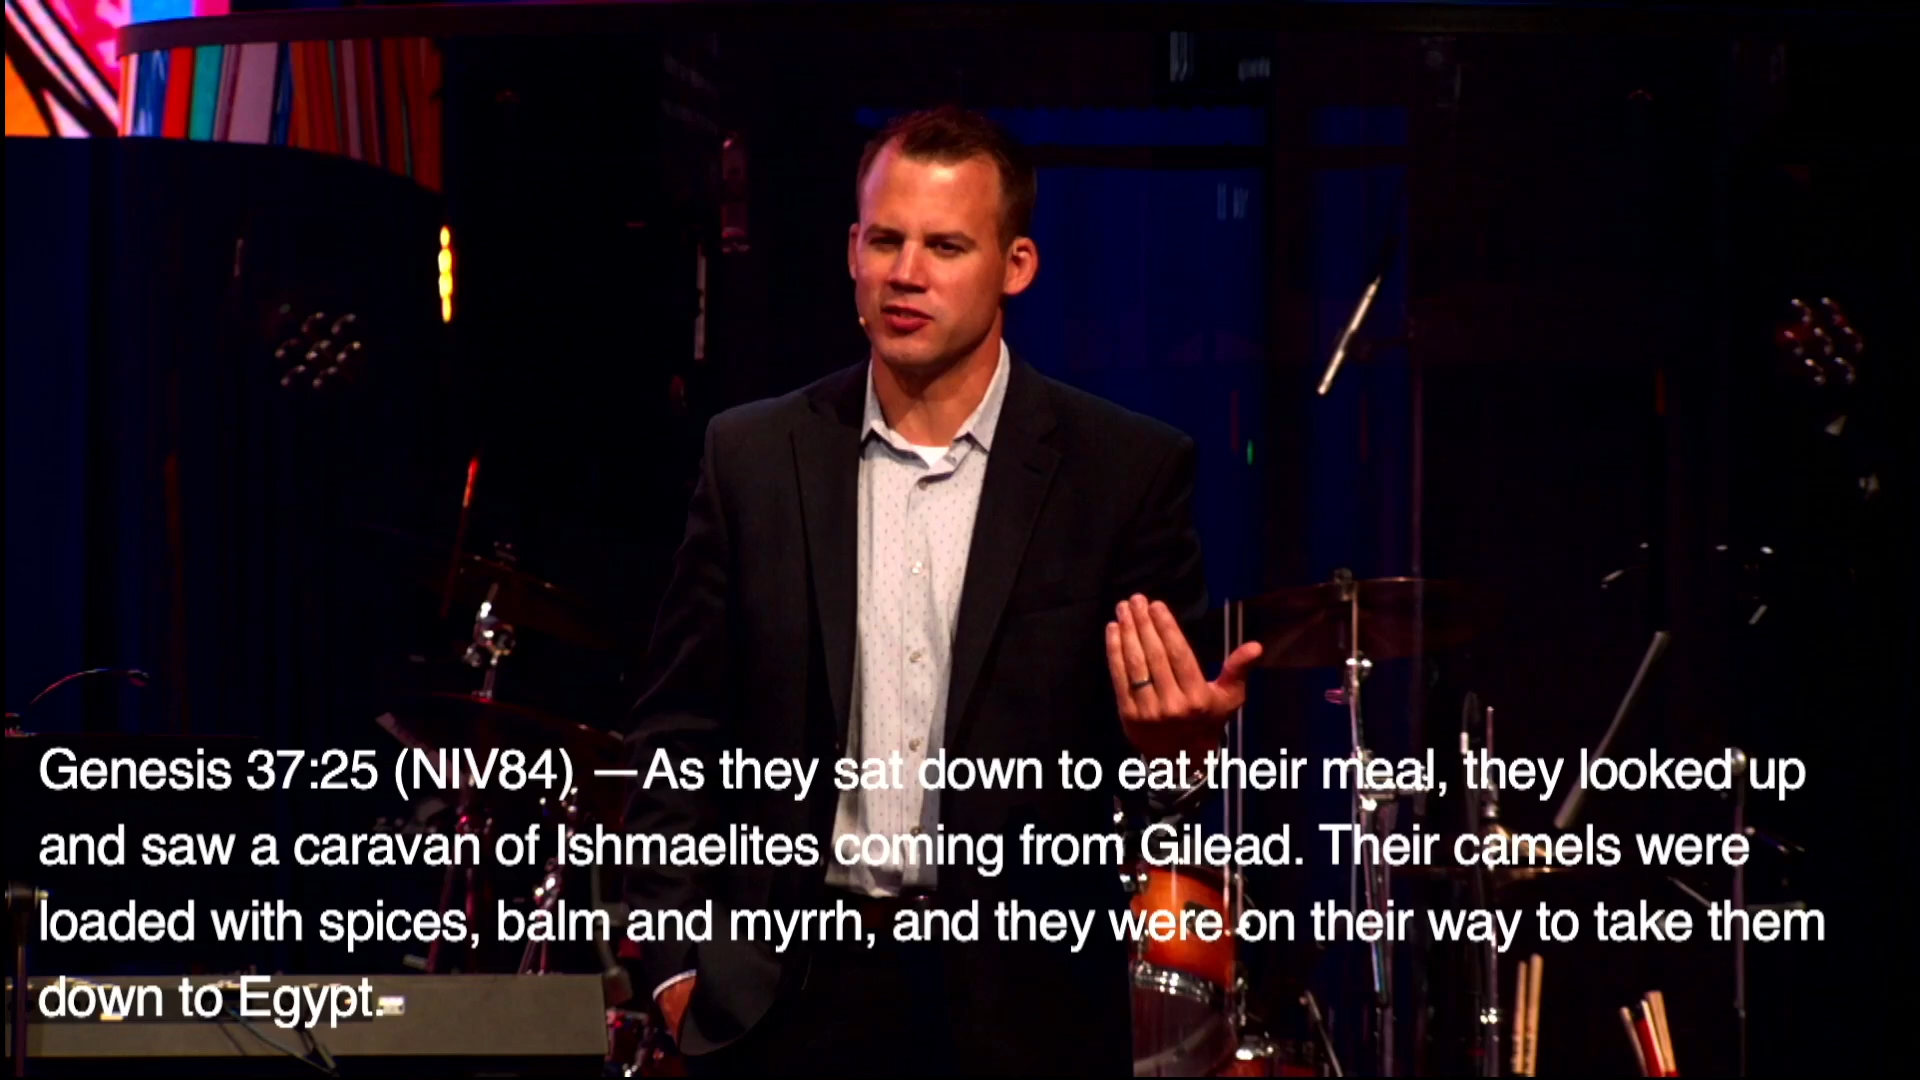 Genesis 37:25 (NIV84) —As they sat down to eat their meal, they looked up
and saw a caravan of Ishmaelites coming from Gilead. Their camels were
loaded with spices, balm and myrrh, and they were on their way to take them
down to Egypt.